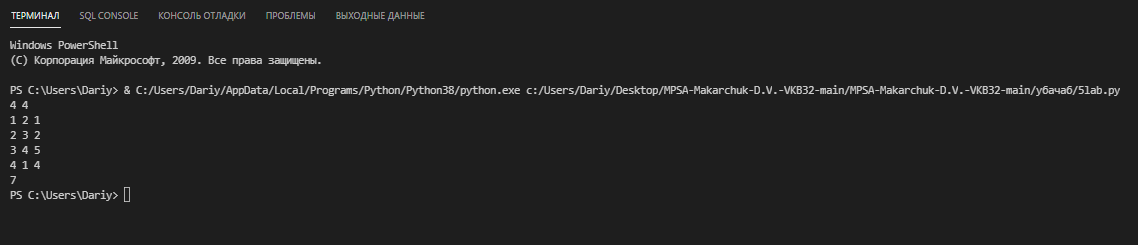 ТЕРМИНАЛ SQL CONSOLE КОНСОЛЬ ОТЛАДКИ ПРОБЛЕМЫ ВЫХОДНЫЕ ДАННЫЕ
Windows PowerShell
(C) Корпорация Майкрософт, 2009. Все права защищены.
PS C:\Users\Dariy> & C:/Users/Dariy/AppData/Local/Programs/Python/Python38/python.exe c:/Users/Dariy/Desktop/MPSA-Makarchuk-D.V.-VKB32-main/MPSA-Makarchuk-D.V.-VKB32-main/убачаб/5lab.py
4 4
1 2 1
2 3 2
3 4 5
4 1 4
7
PS C:\Users\Dariy>